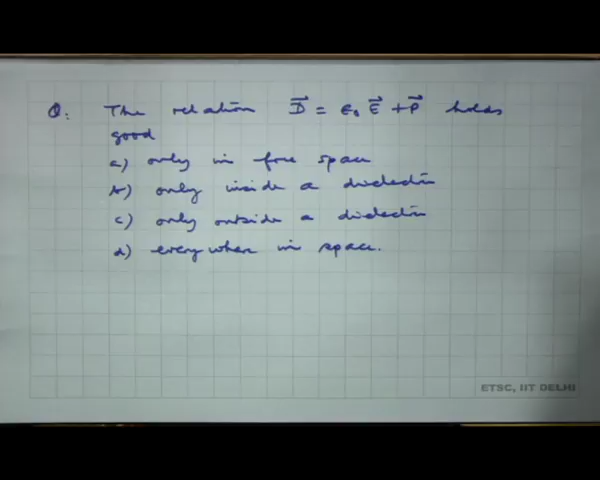 Q. The relation D⃗ = ε₀ E⃗ + P⃗ holds
good
a) only in free space
b) only inside a dielectric
c) only outside a dielectric
d) everywhere in space.
ETSC, IIT DELHI